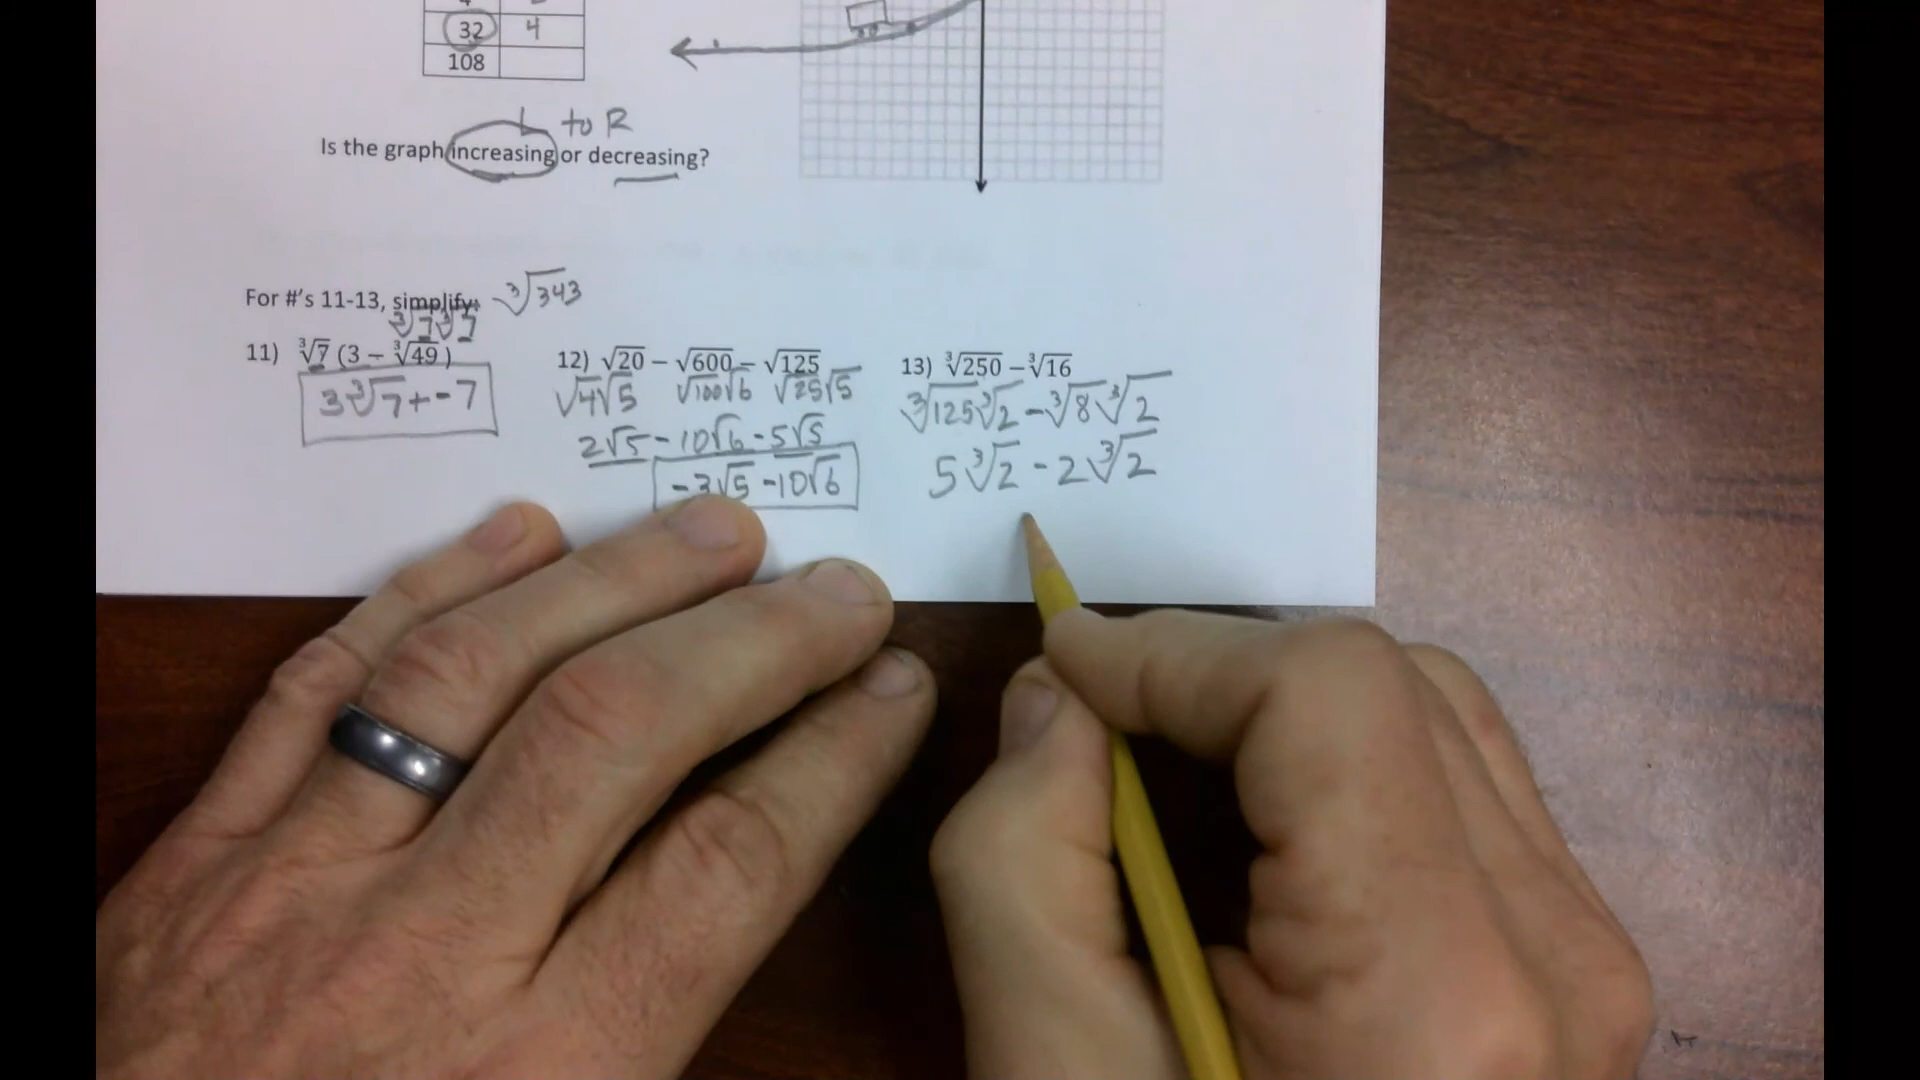 32 4
108
L to R
Is the graph increasing or decreasing?
For #'s 11-13, simplify: ∛343
∛7∛7
11) ∛7 (3 – ∛49)
3∛7+-7
12) √20 – √600 – √125
√4√5 √100√6 √25√5
2√5 - 10√6 - 5√5
-3√5 -10√6
13) ∛250 – ∛16
∛125∛2 - ∛8∛2
5∛2 - 2∛2